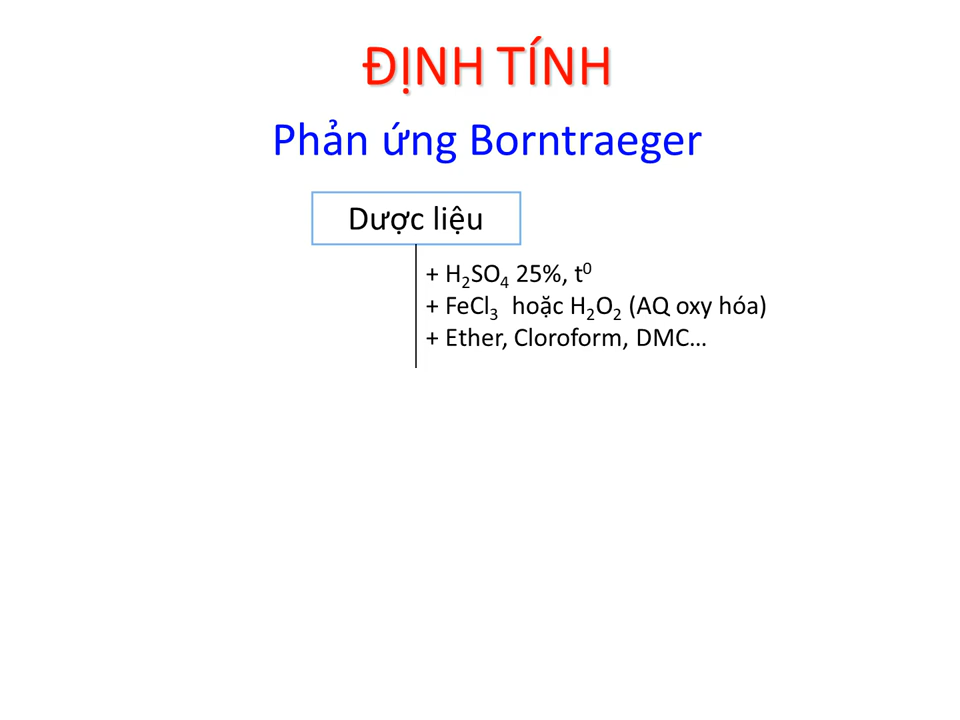 ĐỊNH TÍNH
Phản ứng Borntraeger
Dược liệu
+ H₂SO₄ 25%, t⁰
+ FeCl₃ hoặc H₂O₂ (AQ oxy hóa)
+ Ether, Cloroform, DMC...